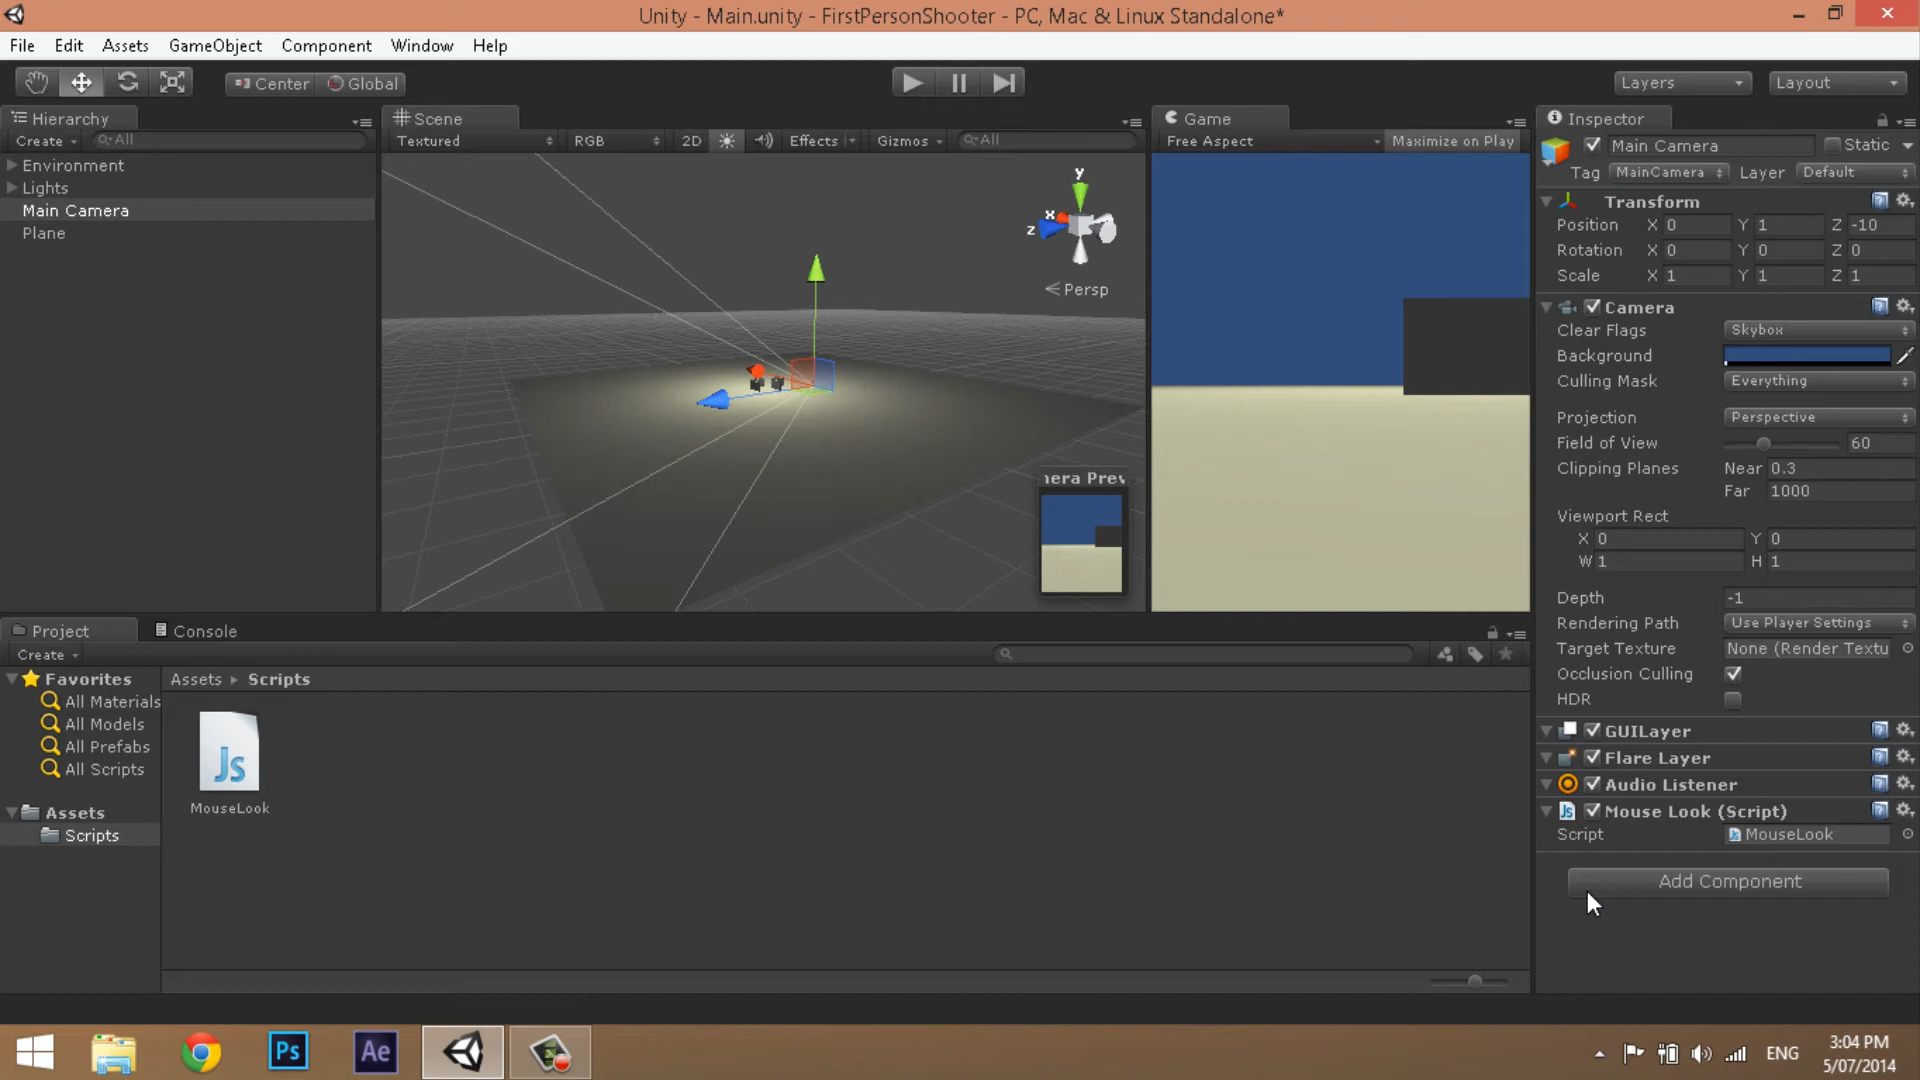 Unity - Main.unity - FirstPersonShooter - PC, Mac & Linux Standalone*
File Edit Assets GameObject Component Window Help
Center Global Layers Layout
Hierarchy
Create All
Environment
Lights
Main Camera
Plane
Scene
Textured RGB 2D Effects Gizmos All
y
x
z
Persp
nera Prev
Game
Free Aspect Maximize on Play
Inspector
Main Camera Static
Tag MainCamera Layer Default
Transform
Position X 0 Y 1 Z -10
Rotation X 0 Y 0 Z 0
Scale X 1 Y 1 Z 1
Camera
Clear Flags Skybox
Background
Culling Mask Everything
Projection Perspective
Field of View 60
Clipping Planes Near 0.3
Far 1000
Viewport Rect
X 0 Y 0
W 1 H 1
Depth -1
Rendering Path Use Player Settings
Target Texture None (Render Textu
Occlusion Culling
HDR
GUILayer
Flare Layer
Audio Listener
Mouse Look (Script)
Script MouseLook
Add Component
Project Console
Create
Favorites
All Materials
All Models
All Prefabs
All Scripts
Assets
Scripts
Assets Scripts
Js
MouseLook
Ps Ae ENG
3:04 PM
5/07/2014